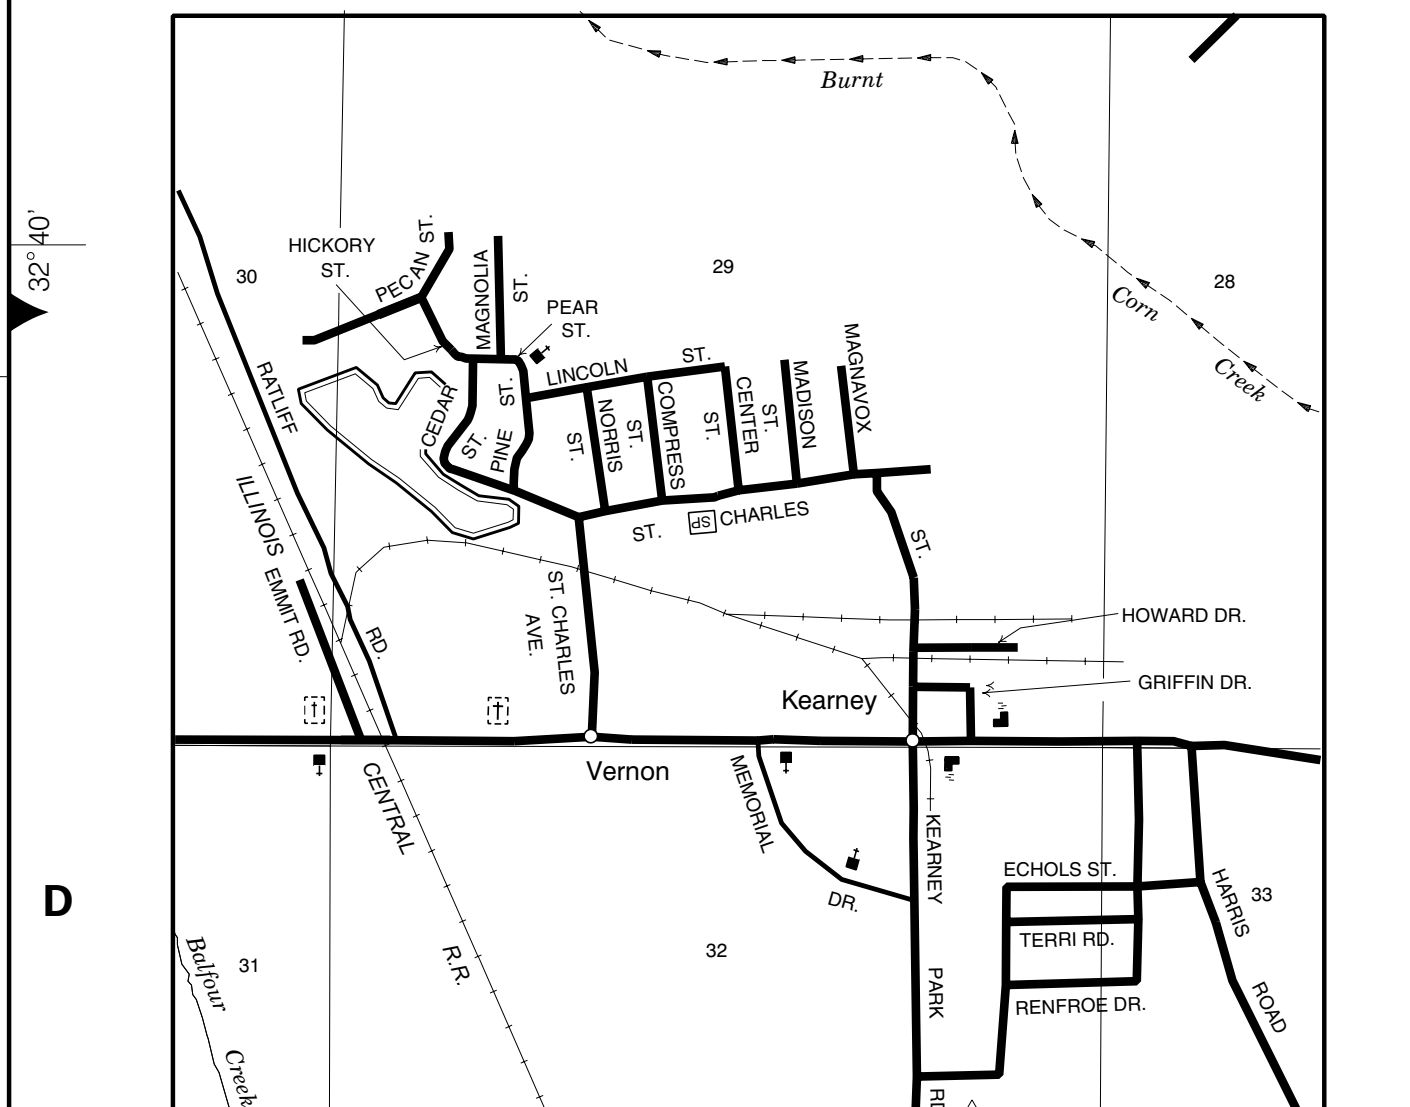 Burnt
Corn
Creek
32° 40'
HICKORY
ST.
PECAN ST.
MAGNOLIA
ST.
PEAR
ST.
30
29
28
RATLIFF
RD.
LINCOLN
ST.
CEDAR
ST.
PINE
ST.
ST.
NORRIS
ST.
COMPRESS
ST.
CENTER
ST.
MADISON
MAGNAVOX
ST.
ST.
SP
CHARLES
ILLINOIS
EMMIT RD.
ST. CHARLES
AVE.
HOWARD DR.
GRIFFIN DR.
Kearney
Vernon
CENTRAL
R.R.
MEMORIAL
DR.
KEARNEY
PARK
RD
ECHOLS ST.
TERRI RD.
RENFROE DR.
HARRIS
ROAD
33
32
31
D
Balfour
Creek